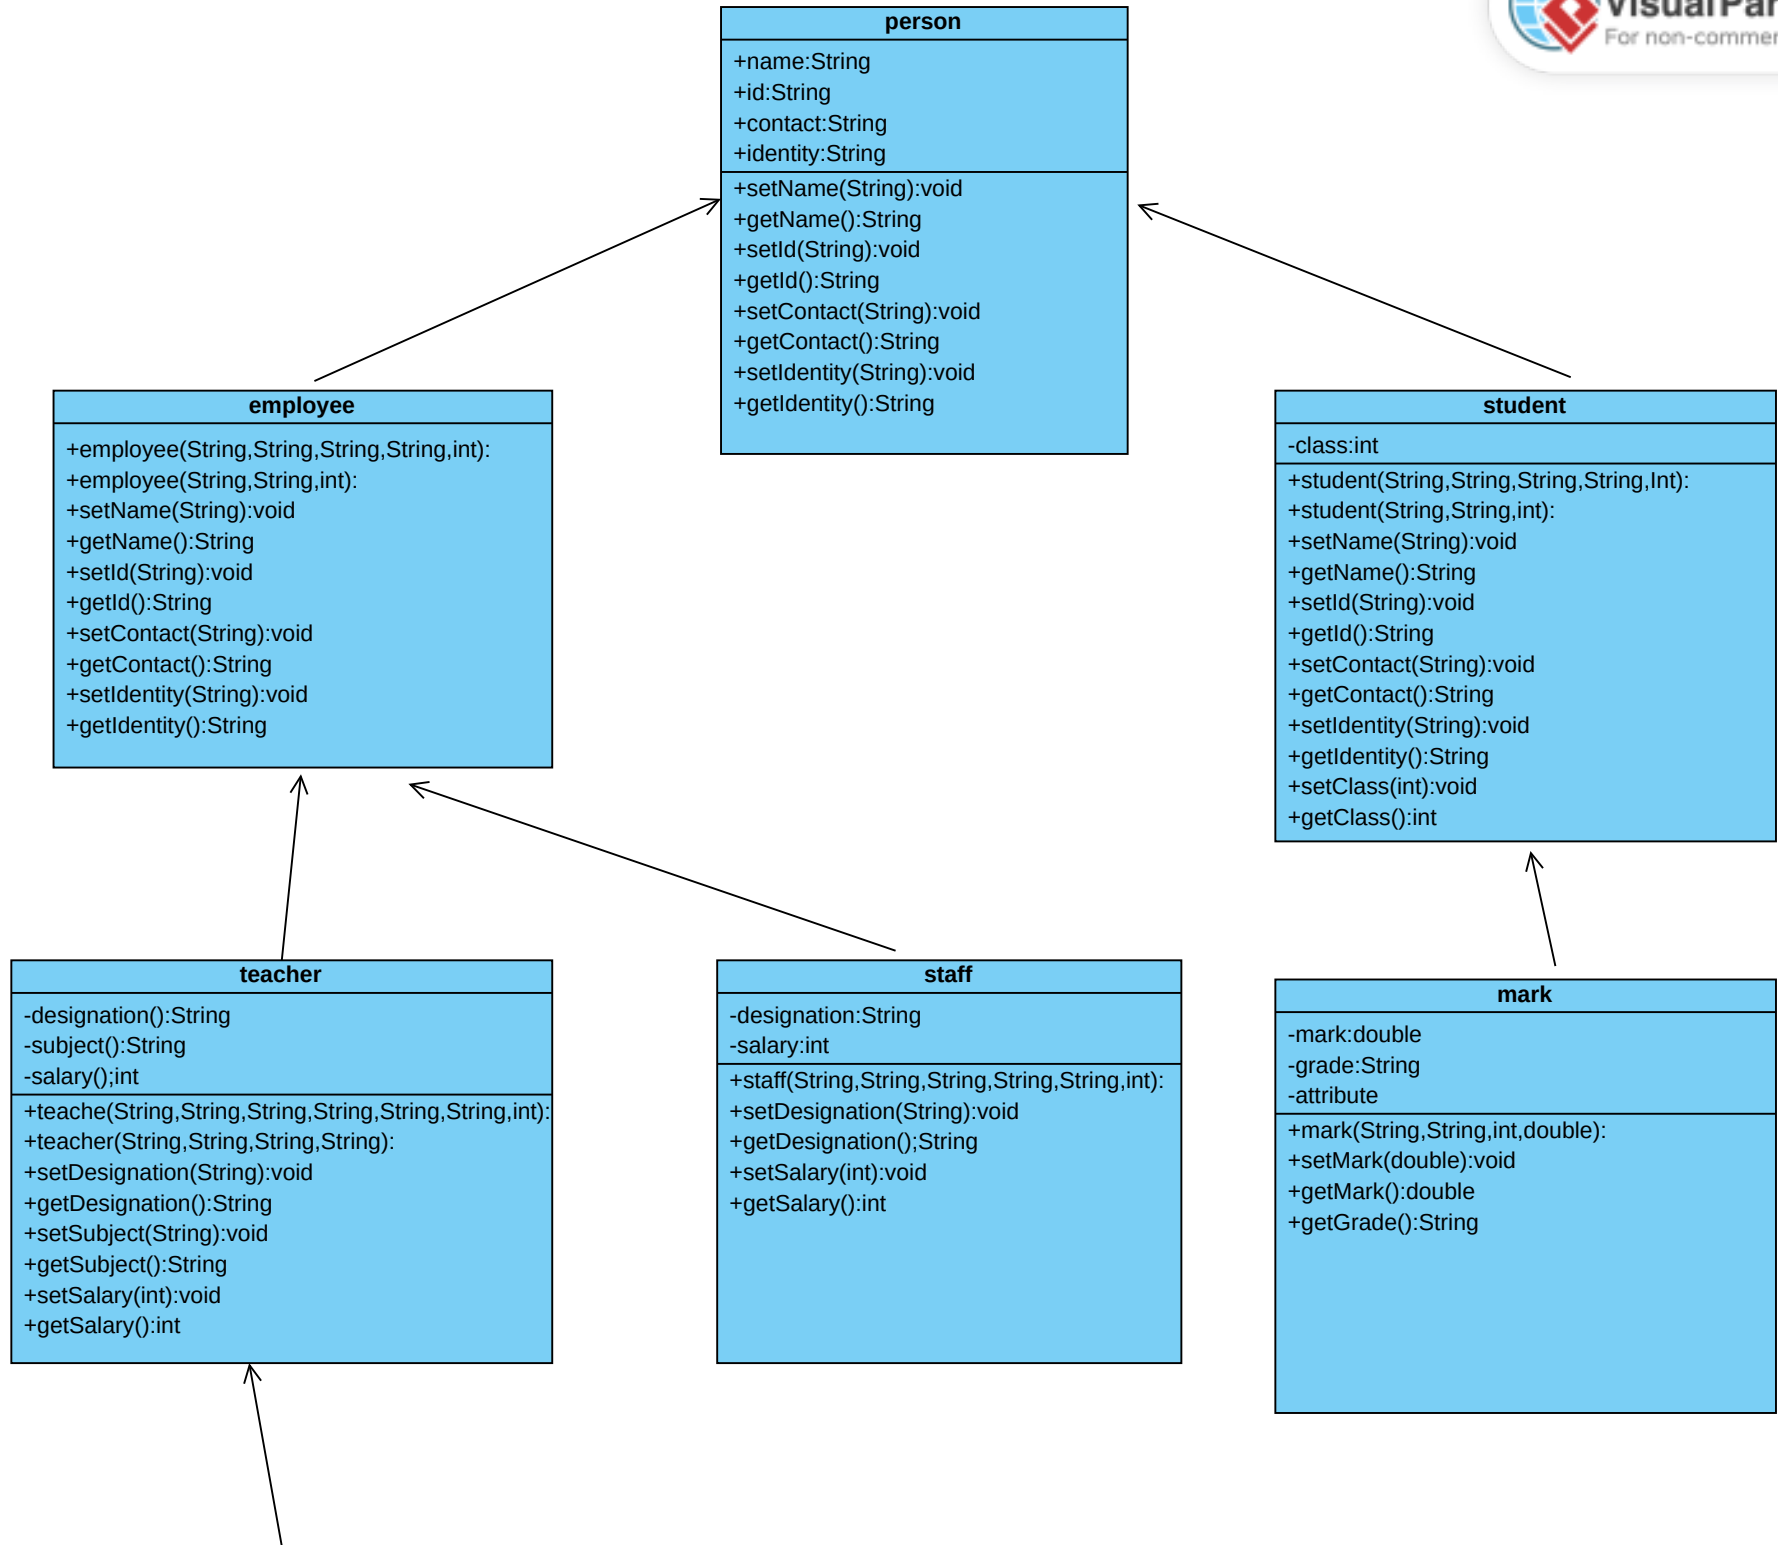 person
+name:String
+id:String
+contact:String
+identity:String
+setName(String):void
+getName():String
+setId(String):void
+getId():String
+setContact(String):void
+getContact():String
+setIdentity(String):void
+getIdentity():String
For non-commer
employee
+employee(String,String,String,String,int):
+employee(String,String,int):
+setName(String):void
+getName():String
+setId(String):void
+getId():String
+setContact(String):void
+getContact():String
+setIdentity(String):void
+getIdentity():String
student
-class:int
+student(String,String,String,String,Int):
+student(String,String,int):
+setName(String):void
+getName():String
+setId(String):void
+getId():String
+setContact(String):void
+getContact():String
+setIdentity(String):void
+getIdentity():String
+setClass(int):void
+getClass():int
teacher
-designation():String
-subject():String
-salary();int
+teache(String,String,String,String,String,String,int):
+teacher(String,String,String,String):
+setDesignation(String):void
+getDesignation():String
+setSubject(String):void
+getSubject():String
+setSalary(int):void
+getSalary():int
staff
-designation:String
-salary:int
+staff(String,String,String,String,String,int):
+setDesignation(String):void
+getDesignation();String
+setSalary(int):void
+getSalary():int
mark
-mark:double
-grade:String
-attribute
+mark(String,String,int,double):
+setMark(double):void
+getMark():double
+getGrade():String